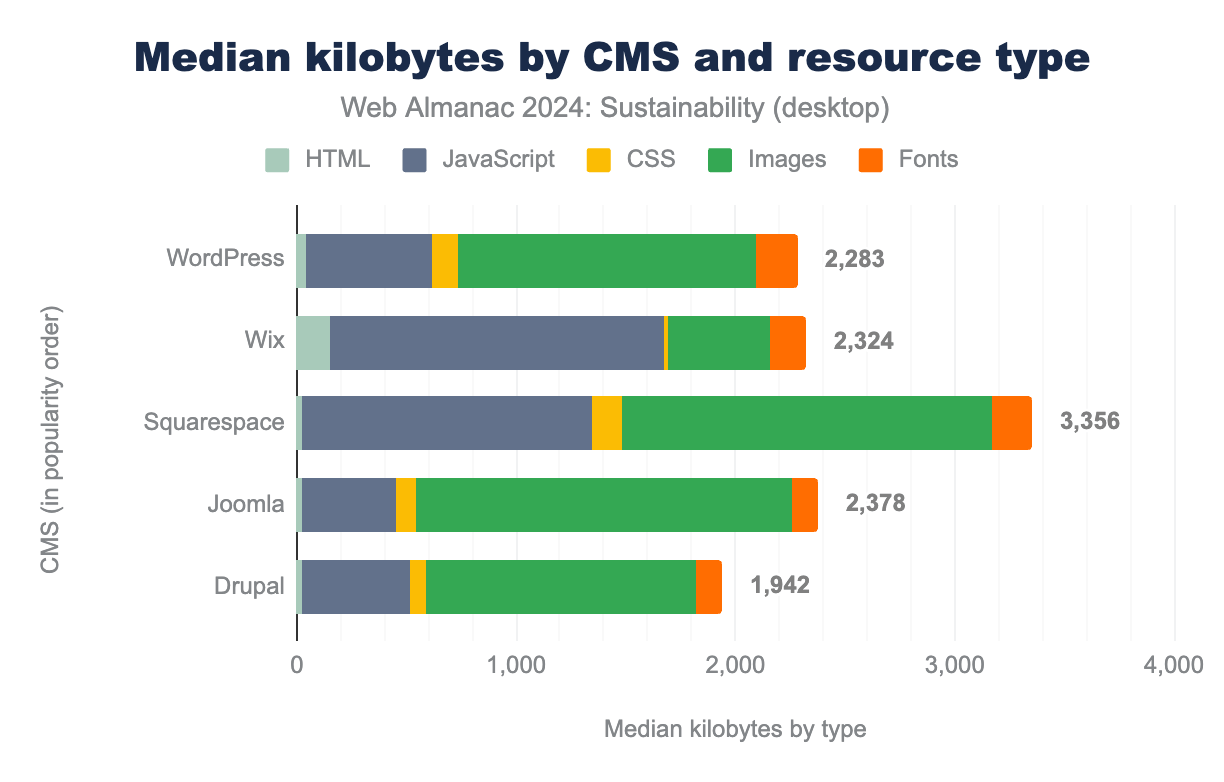 Median kilobytes by CMS and resource type
Web Almanac 2024: Sustainability (desktop)
HTML JavaScript CSS Images Fonts
CMS (in popularity order)
WordPress 2,283
Wix 2,324
Squarespace 3,356
Joomla 2,378
Drupal 1,942
0 1,000 2,000 3,000 4,000
Median kilobytes by type